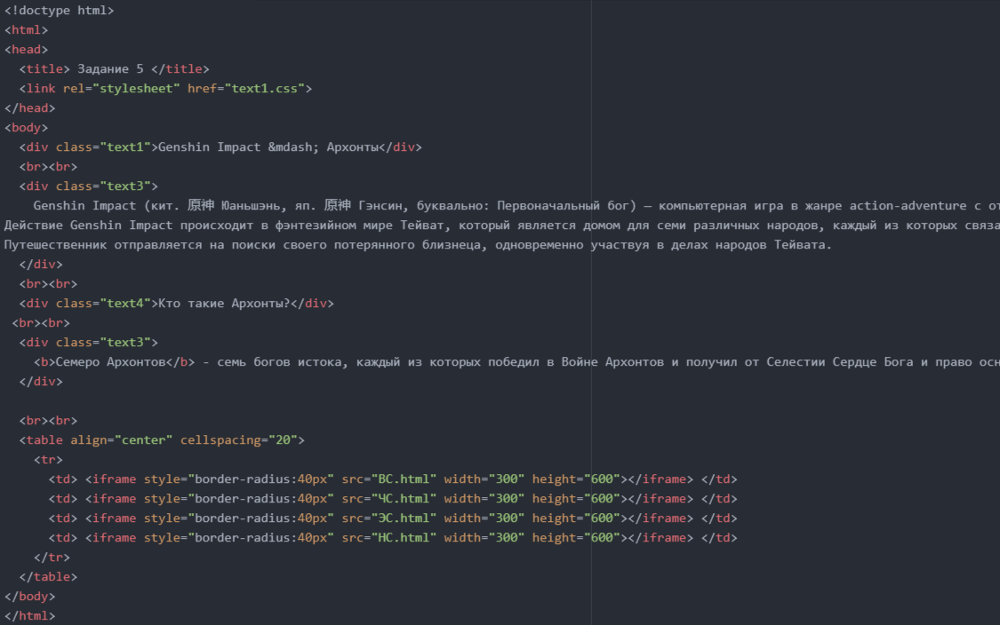 <!doctype html>
<html>
<head>
  <title> Задание 5 </title>
  <link rel="stylesheet" href="text1.css">
</head>
<body>
  <div class="text1">Genshin Impact &mdash; Архонты</div>
  <br><br>
  <div class="text3">
    Genshin Impact (кит. 原神 Юаньшэнь, яп. 原神 Гэнсин, буквально: Первоначальный бог) — компьютерная игра в жанре action-adventure с от
Действие Genshin Impact происходит в фэнтезийном мире Тейват, который является домом для семи различных народов, каждый из которых связа
Путешественник отправляется на поиски своего потерянного близнеца, одновременно участвуя в делах народов Тейвата.
  </div>
  <br><br>
  <div class="text4">Кто такие Архонты?</div>
 <br><br>
  <div class="text3">
    <b>Семеро Архонтов</b> - семь богов истока, каждый из которых победил в Войне Архонтов и получил от Селестии Сердце Бога и право осн
  </div>

  <br><br>
  <table align="center" cellspacing="20">
    <tr>
      <td> <iframe style="border-radius:40px" src="ВС.html" width="300" height="600"></iframe> </td>
      <td> <iframe style="border-radius:40px" src="ЧС.html" width="300" height="600"></iframe> </td>
      <td> <iframe style="border-radius:40px" src="ЭС.html" width="300" height="600"></iframe> </td>
      <td> <iframe style="border-radius:40px" src="НС.html" width="300" height="600"></iframe> </td>
    </tr>
  </table>
</body>
</html>